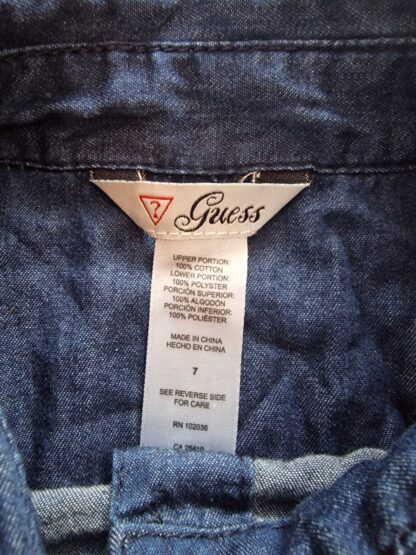 ? Guess
UPPER PORTION:
100% COTTON
LOWER PORTION:
100% POLYSTER
PORCIÓN SUPERIOR:
100% ALGODÓN
PORCIÓN INFERIOR:
100% POLIÉSTER
MADE IN CHINA
HECHO EN CHINA
7
SEE REVERSE SIDE
FOR CARE
RN 102036
CA 25410